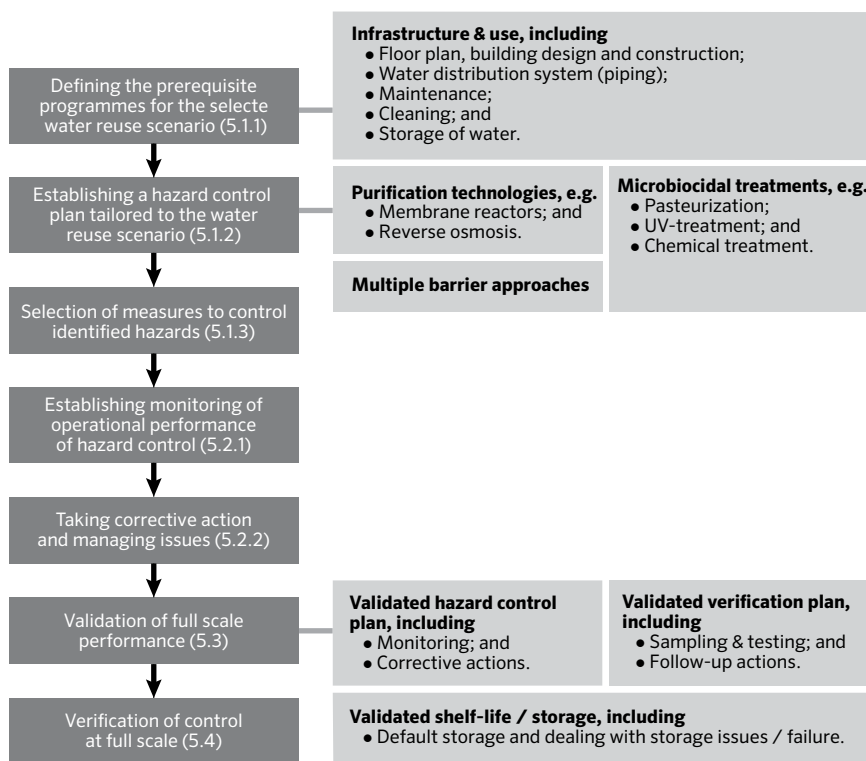 Defining the prerequisite
programmes for the selecte
water reuse scenario (5.1.1)
Infrastructure & use, including
• Floor plan, building design and construction;
• Water distribution system (piping);
• Maintenance;
• Cleaning; and
• Storage of water.
Establishing a hazard control
plan tailored to the water
reuse scenario (5.1.2)
Purification technologies, e.g.
• Membrane reactors; and
• Reverse osmosis.
Microbiocidal treatments, e.g.
• Pasteurization;
• UV-treatment; and
• Chemical treatment.
Multiple barrier approaches
Selection of measures to control
identified hazards (5.1.3)
Establishing monitoring of
operational performance
of hazard control (5.2.1)
Taking corrective action
and managing issues (5.2.2)
Validation of full scale
performance (5.3)
Validated hazard control
plan, including
• Monitoring; and
• Corrective actions.
Validated verification plan,
including
• Sampling & testing; and
• Follow-up actions.
Verification of control
at full scale (5.4)
Validated shelf-life / storage, including
• Default storage and dealing with storage issues / failure.